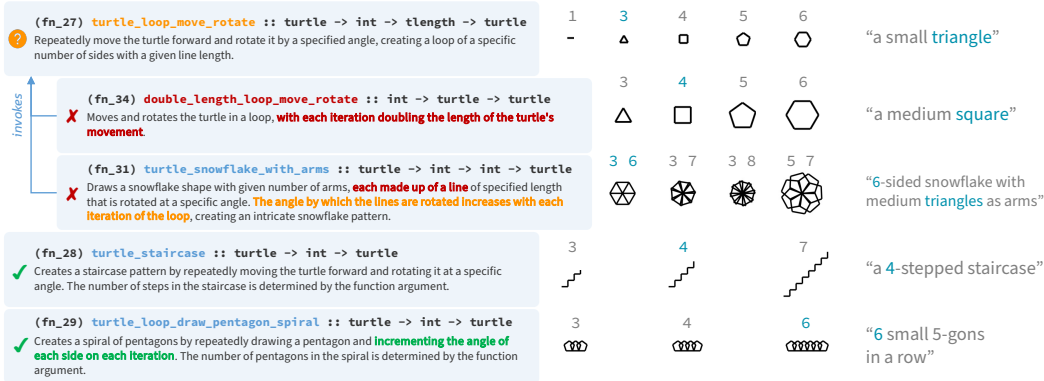 (fn_27) turtle_loop_move_rotate :: turtle -> int -> tlength -> turtle
? Repeatedly move the turtle forward and rotate it by a specified angle, creating a loop of a specific
number of sides with a given line length.
1 3 4 5 6
“a small triangle”
invokes
(fn_34) double_length_loop_move_rotate :: int -> turtle -> turtle
✗ Moves and rotates the turtle in a loop, with each iteration doubling the length of the turtle's
movement.
3 4 5 6
“a medium square”
(fn_31) turtle_snowflake_with_arms :: turtle -> int -> int -> turtle
✗ Draws a snowflake shape with given number of arms, each made up of a line of specified length
that is rotated at a specific angle. The angle by which the lines are rotated increases with each
iteration of the loop, creating an intricate snowflake pattern.
3 6 3 7 3 8 5 7
“6-sided snowflake with
medium triangles as arms”
(fn_28) turtle_staircase :: turtle -> int -> turtle
✓ Creates a staircase pattern by repeatedly moving the turtle forward and rotating it at a specific
angle. The number of steps in the staircase is determined by the function argument.
3 4 7
“a 4-stepped staircase”
(fn_29) turtle_loop_draw_pentagon_spiral :: turtle -> int -> turtle
✓ Creates a spiral of pentagons by repeatedly drawing a pentagon and incrementing the angle of
each side on each iteration. The number of pentagons in the spiral is determined by the function
argument.
3 4 6
“6 small 5-gons
in a row”